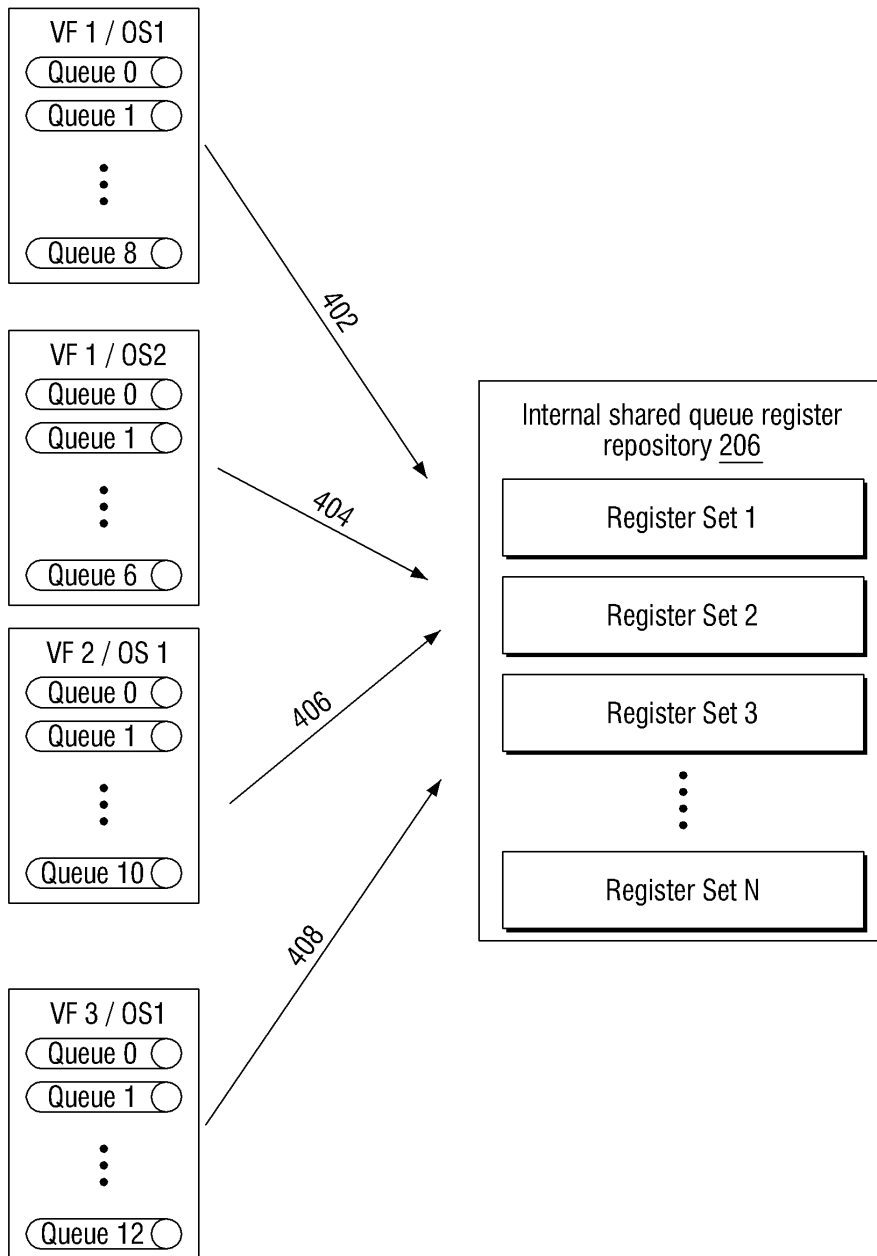 VF 1 / OS1
Queue 0
Queue 1
Queue 8
402
VF 1 / OS2
Queue 0
Queue 1
Queue 6
404
VF 2 / OS 1
Queue 0
Queue 1
Queue 10
406
VF 3 / OS1
Queue 0
Queue 1
Queue 12
408
Internal shared queue register
repository 206
Register Set 1
Register Set 2
Register Set 3
Register Set N